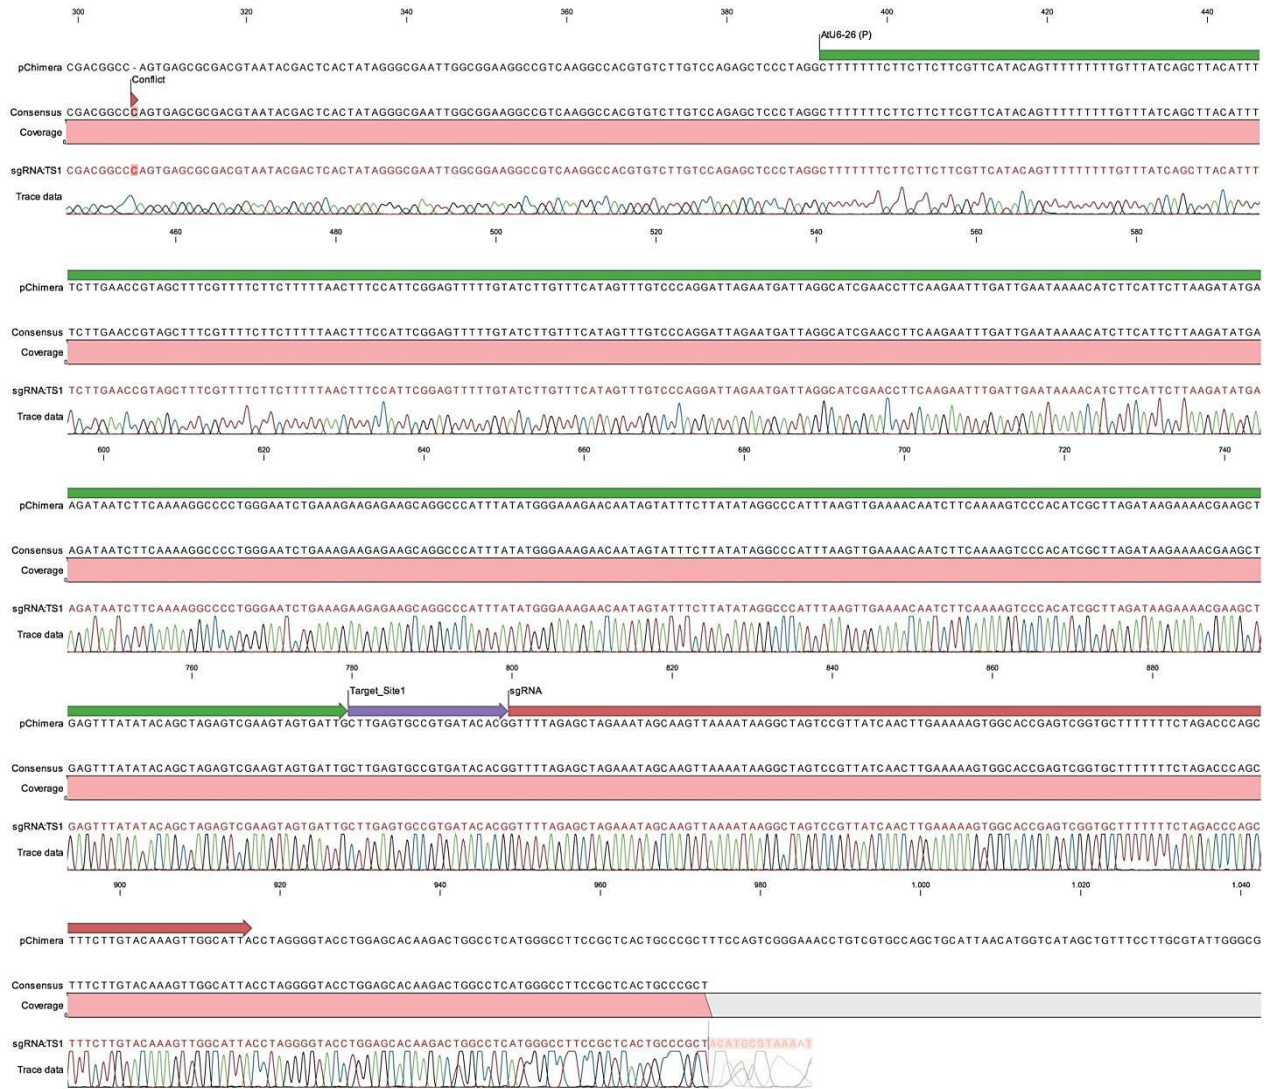 300 320 340 360 380 400 420 440
AtU6-26 (P)
pChimera CGACGGCC-AGTGAGCGCGACGTAATACGACTCACTATAGGGCGAATTGGCGGAAGGCCGTCAAGGCCACGTGTCTTGTCCAGAGCTCCCTAGGCTTTTTTTCTTCTTCTTCGTTCATACAGTTTTTTTTTGTTTATCAGCTTACATTT
Conflict
Consensus CGACGGCCCAGTGAGCGCGACGTAATACGACTCACTATAGGGCGAATTGGCGGAAGGCCGTCAAGGCCACGTGTCTTGTCCAGAGCTCCCTAGGCTTTTTTTCTTCTTCTTCGTTCATACAGTTTTTTTTTGTTTATCAGCTTACATTT
Coverage
0
sgRNA:TS1 CGACGGCCCAGTGAGCGCGACGTAATACGACTCACTATAGGGCGAATTGGCGGAAGGCCGTCAAGGCCACGTGTCTTGTCCAGAGCTCCCTAGGCTTTTTTTCTTCTTCTTCGTTCATACAGTTTTTTTTTGTTTATCAGCTTACATTT
Trace data
460 480 500 520 540 560 580
pChimera TCTTGAACCGTAGCTTTCGTTTTCTTCTTTTTAACTTTCCATTCGGAGTTTTTGTATCTTGTTTCATAGTTTGTCCCAGGATTAGAATGATTAGGCATCGAACCTTCAAGAATTTGATTGAATAAAACATCTTCATTCTTAAGATATGA
Consensus TCTTGAACCGTAGCTTTCGTTTTCTTCTTTTTAACTTTCCATTCGGAGTTTTTGTATCTTGTTTCATAGTTTGTCCCAGGATTAGAATGATTAGGCATCGAACCTTCAAGAATTTGATTGAATAAAACATCTTCATTCTTAAGATATGA
Coverage
0
sgRNA:TS1 TCTTGAACCGTAGCTTTCGTTTTCTTCTTTTTAACTTTCCATTCGGAGTTTTTGTATCTTGTTTCATAGTTTGTCCCAGGATTAGAATGATTAGGCATCGAACCTTCAAGAATTTGATTGAATAAAACATCTTCATTCTTAAGATATGA
Trace data
600 620 640 660 680 700 720 740
pChimera AGATAATCTTCAAAAGGCCCCTGGGAATCTGAAAGAAGAGAAGCAGGCCCATTTATATGGGAAAGAACAATAGTATTTCTTATATAGGCCCATTTAAGTTGAAAACAATCTTCAAAAGTCCCACATCGCTTAGATAAGAAAACGAAGCT
Consensus AGATAATCTTCAAAAGGCCCCTGGGAATCTGAAAGAAGAGAAGCAGGCCCATTTATATGGGAAAGAACAATAGTATTTCTTATATAGGCCCATTTAAGTTGAAAACAATCTTCAAAAGTCCCACATCGCTTAGATAAGAAAACGAAGCT
Coverage
0
sgRNA:TS1 AGATAATCTTCAAAAGGCCCCTGGGAATCTGAAAGAAGAGAAGCAGGCCCATTTATATGGGAAAGAACAATAGTATTTCTTATATAGGCCCATTTAAGTTGAAAACAATCTTCAAAAGTCCCACATCGCTTAGATAAGAAAACGAAGCT
Trace data
760 780 800 820 840 860 880
Target_Site1 sgRNA
pChimera GAGTTTATATACAGCTAGAGTCGAAGTAGTGATTGCTTGAGTGCCGTGATACACGGTTTTAGAGCTAGAAATAGCAAGTTAAAATAAGGCTAGTCCGTTATCAACTTGAAAAAGTGGCACCGAGTCGGTGCTTTTTTTCTAGACCCAGC
Consensus GAGTTTATATACAGCTAGAGTCGAAGTAGTGATTGCTTGAGTGCCGTGATACACGGTTTTAGAGCTAGAAATAGCAAGTTAAAATAAGGCTAGTCCGTTATCAACTTGAAAAAGTGGCACCGAGTCGGTGCTTTTTTTCTAGACCCAGC
Coverage
0
sgRNA:TS1 GAGTTTATATACAGCTAGAGTCGAAGTAGTGATTGCTTGAGTGCCGTGATACACGGTTTTAGAGCTAGAAATAGCAAGTTAAAATAAGGCTAGTCCGTTATCAACTTGAAAAAGTGGCACCGAGTCGGTGCTTTTTTTCTAGACCCAGC
Trace data
900 920 940 960 980 1.000 1.020 1.040
pChimera TTTCTTGTACAAAGTTGGCATTACCTAGGGGTACCTGGAGCACAAGACTGGCCTCATGGGCCTTCCGCTCACTGCCCGCTTTCCAGTCGGGAAACCTGTCGTGCCAGCTGCATTAACATGGTCATAGCTGTTTCCTTGCGTATTGGGCG
Consensus TTTCTTGTACAAAGTTGGCATTACCTAGGGGTACCTGGAGCACAAGACTGGCCTCATGGGCCTTCCGCTCACTGCCCGCT
Coverage
0
sgRNA:TS1 TTTCTTGTACAAAGTTGGCATTACCTAGGGGTACCTGGAGCACAAGACTGGCCTCATGGGCCTTCCGCTCACTGCCCGCTACATGCGTAAAAT
Trace data